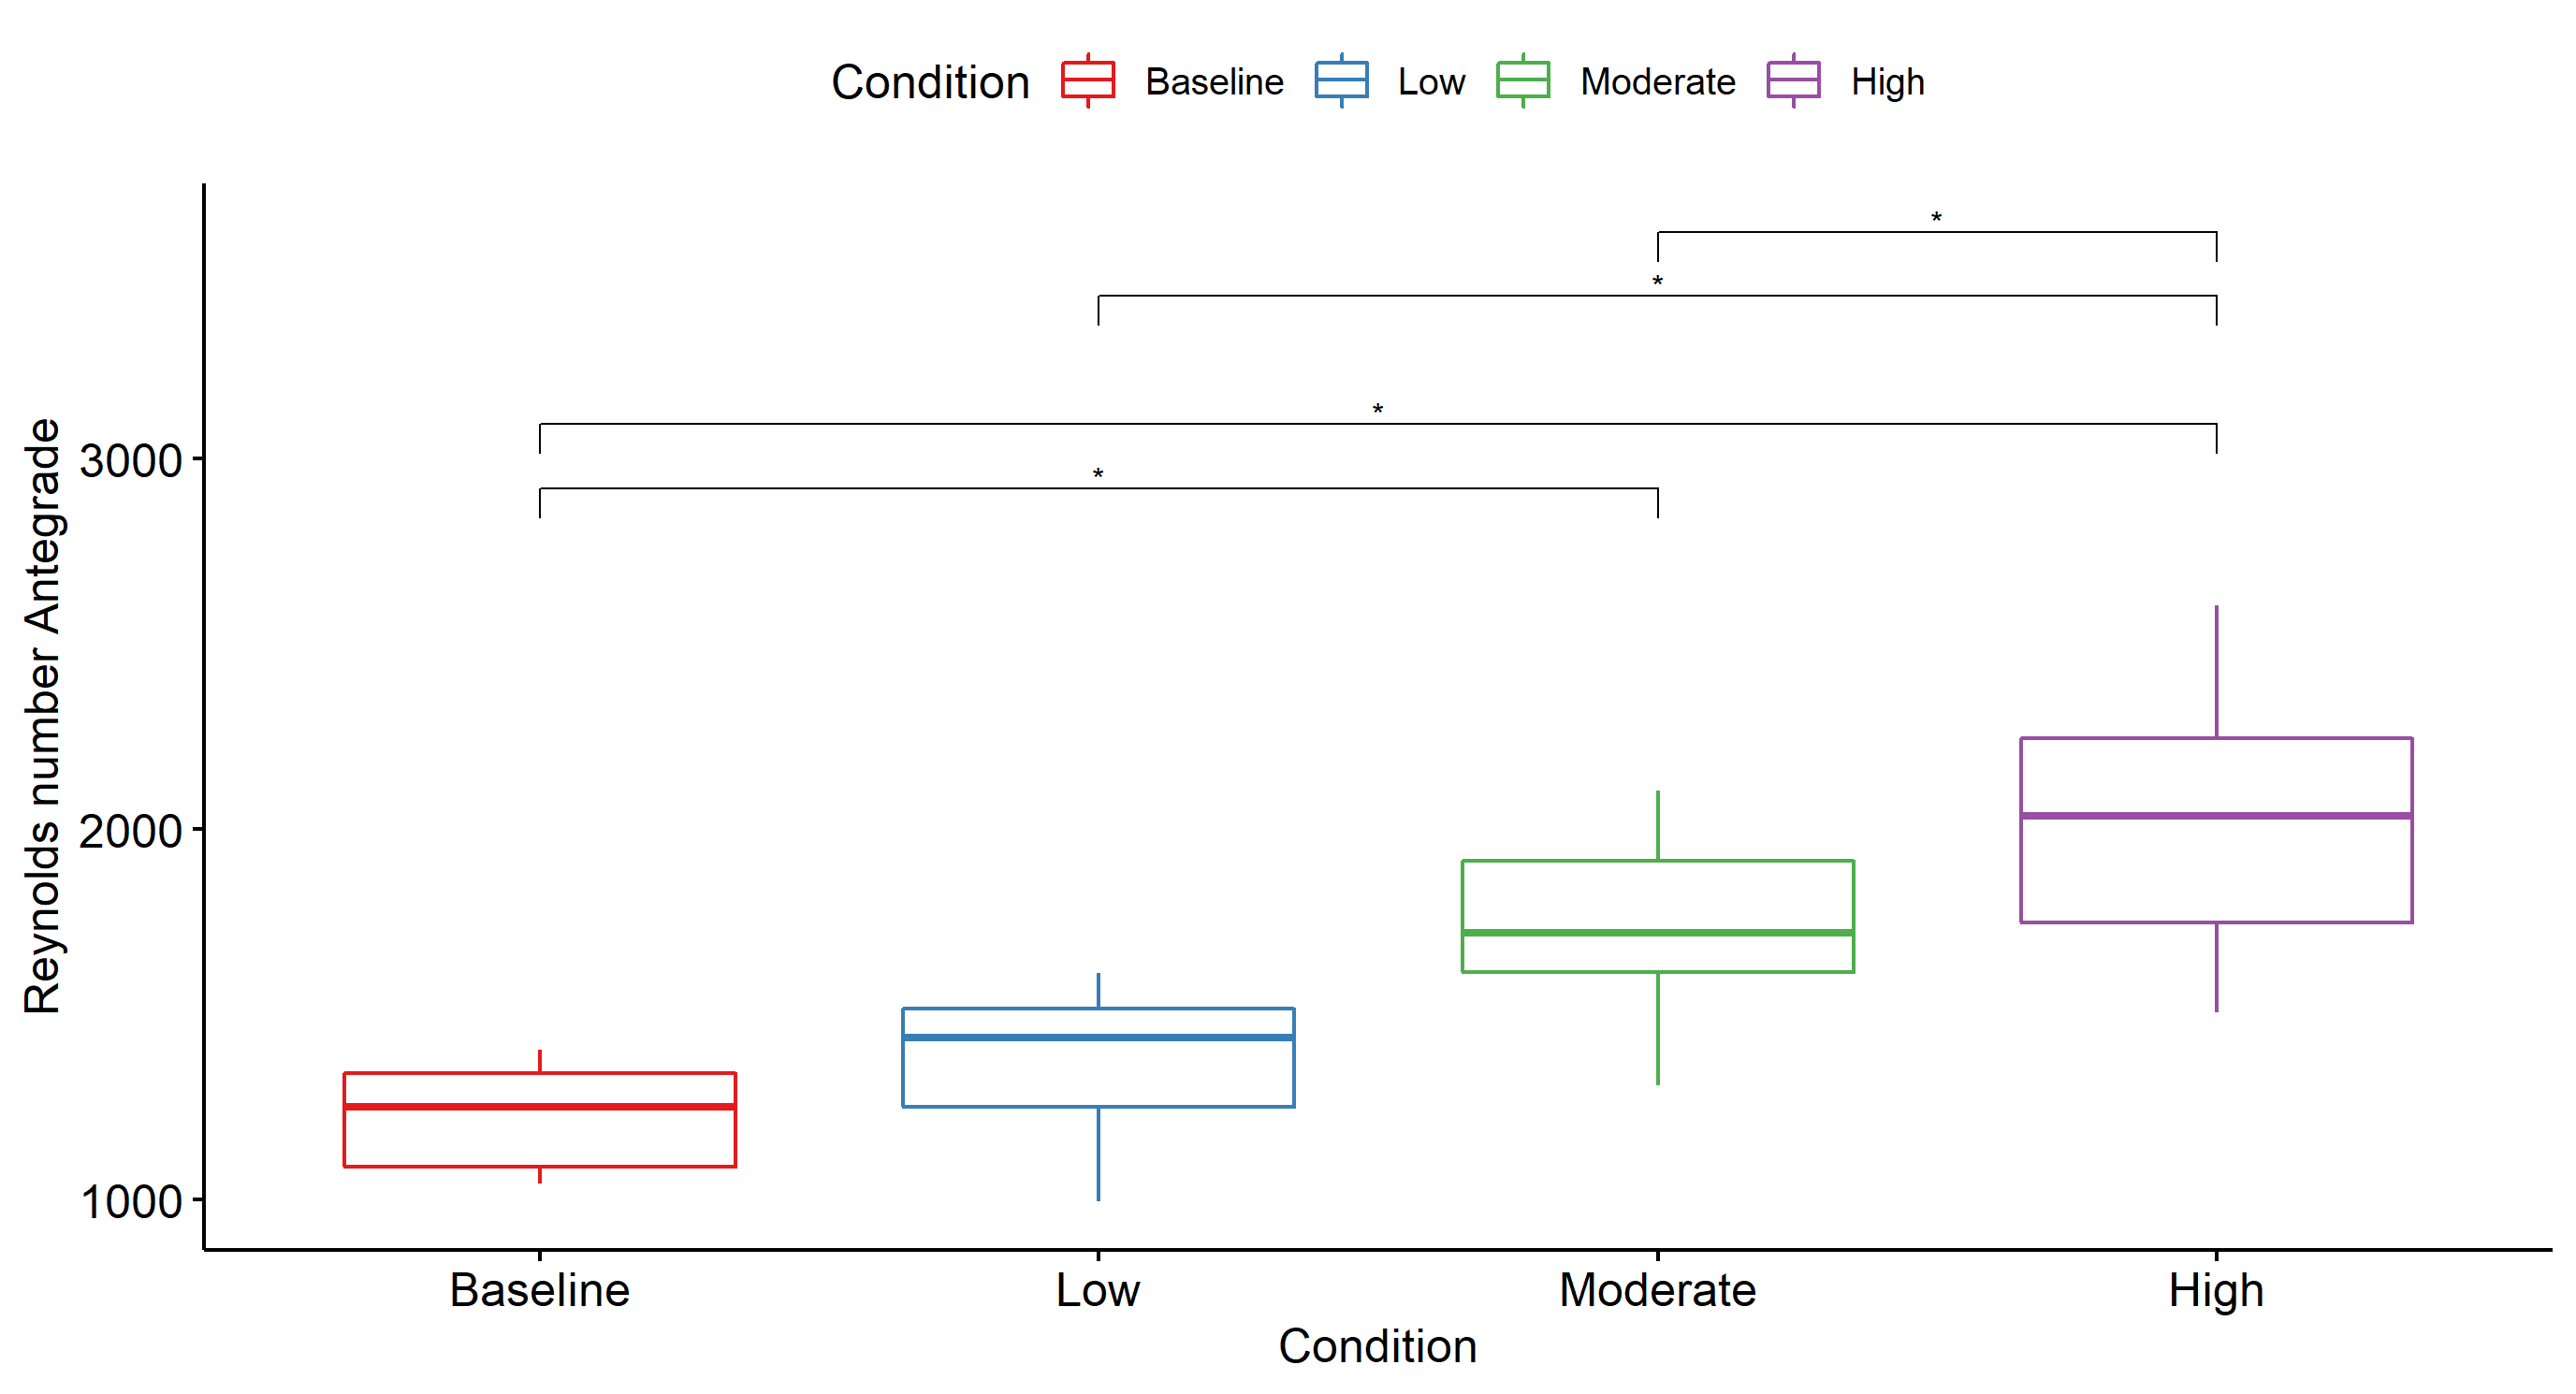 Condition Baseline Low Moderate High
*
*
*
*
Reynolds number Antegrade
3000
2000
1000
Baseline Low Moderate High
Condition